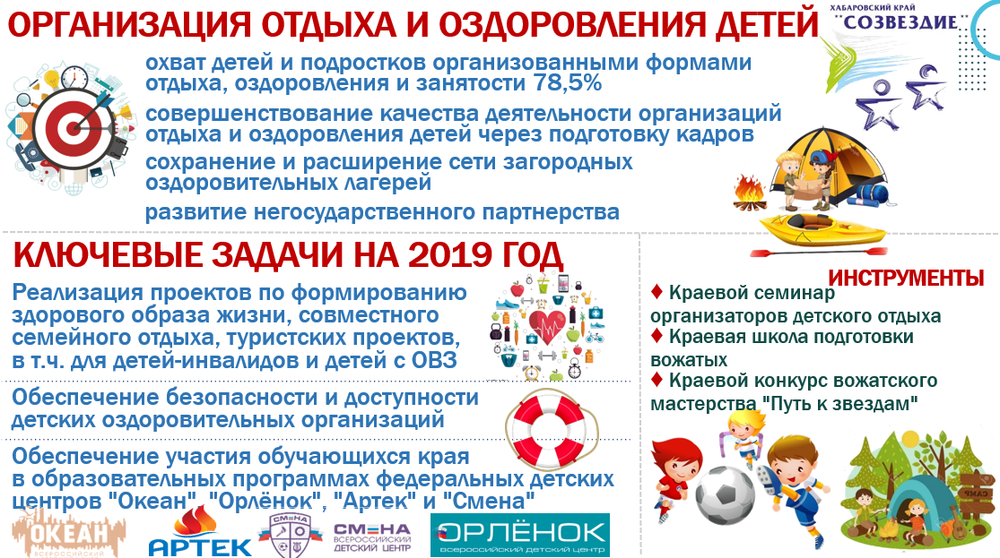 ОРГАНИЗАЦИЯ ОТДЫХА И ОЗДОРОВЛЕНИЯ ДЕТЕЙ
ХАБАРОВСКИЙ КРАЙ
"СОЗВЕЗДИЕ"
охват детей и подростков организованными формами
отдыха, оздоровления и занятости 78,5%
совершенствование качества деятельности организаций
отдыха и оздоровления детей через подготовку кадров
сохранение и расширение сети загородных
оздоровительных лагерей
развитие негосударственного партнерства
КЛЮЧЕВЫЕ ЗАДАЧИ НА 2019 ГОД
Реализация проектов по формированию
здорового образа жизни, совместного
семейного отдыха, туристских проектов,
в т.ч. для детей-инвалидов и детей с ОВЗ
Обеспечение безопасности и доступности
детских оздоровительных организаций
Обеспечение участия обучающихся края
в образовательных программах федеральных детских
центров "Океан", "Орлёнок", "Артек" и "Смена"
ОКЕАН
ВСЕРОССИЙСКИЙ
АРТЕК
СМЕНА
СМЕНА
ВСЕРОССИЙСКИЙ
ДЕТСКИЙ ЦЕНТР
ОРЛЁНОК
всероссийский детский центр
ИНСТРУМЕНТЫ
♦ Краевой семинар
организаторов детского отдыха
♦ Краевая школа подготовки
вожатых
♦ Краевой конкурс вожатского
мастерства "Путь к звездам"
CAMP